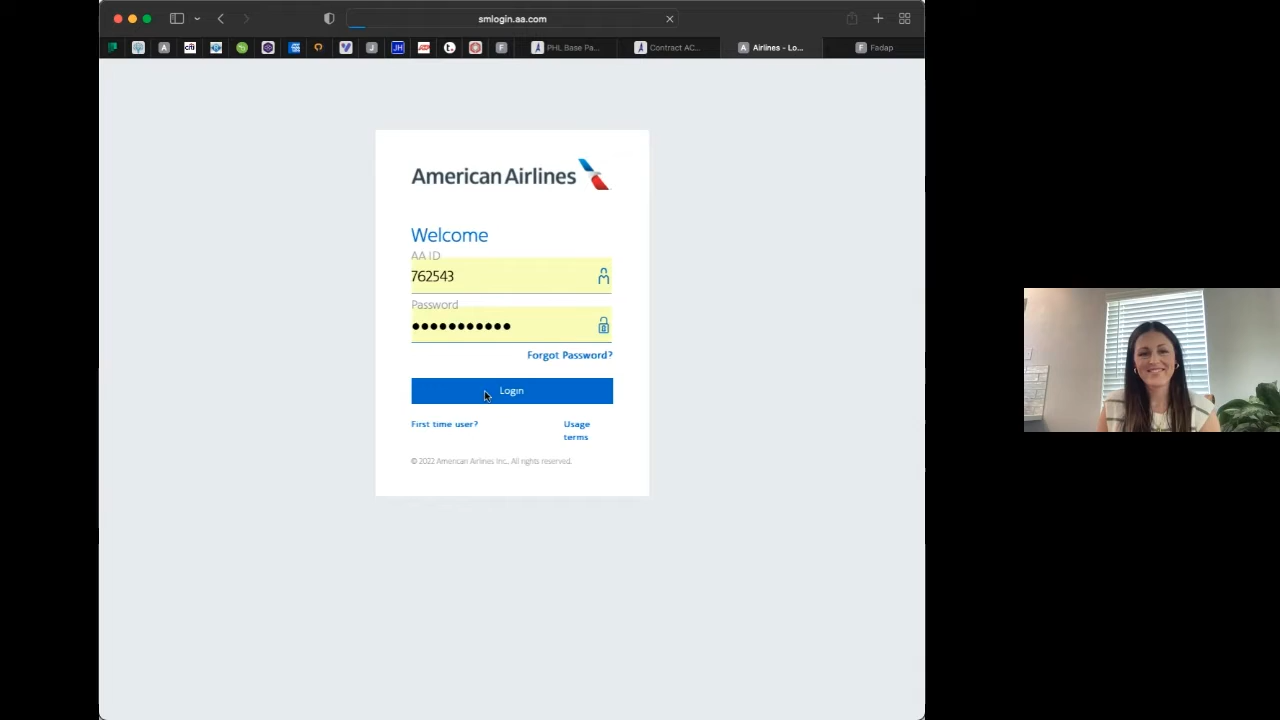 smlogin.aa.com
PHL Base Pa...
Contract AC...
Airlines - Lo...
Fadap
American Airlines
Welcome
AA ID
762543
Password
●●●●●●●●●●●
Forgot Password?
Login
First time user?
Usage
terms
© 2022 American Airlines Inc. All rights reserved.